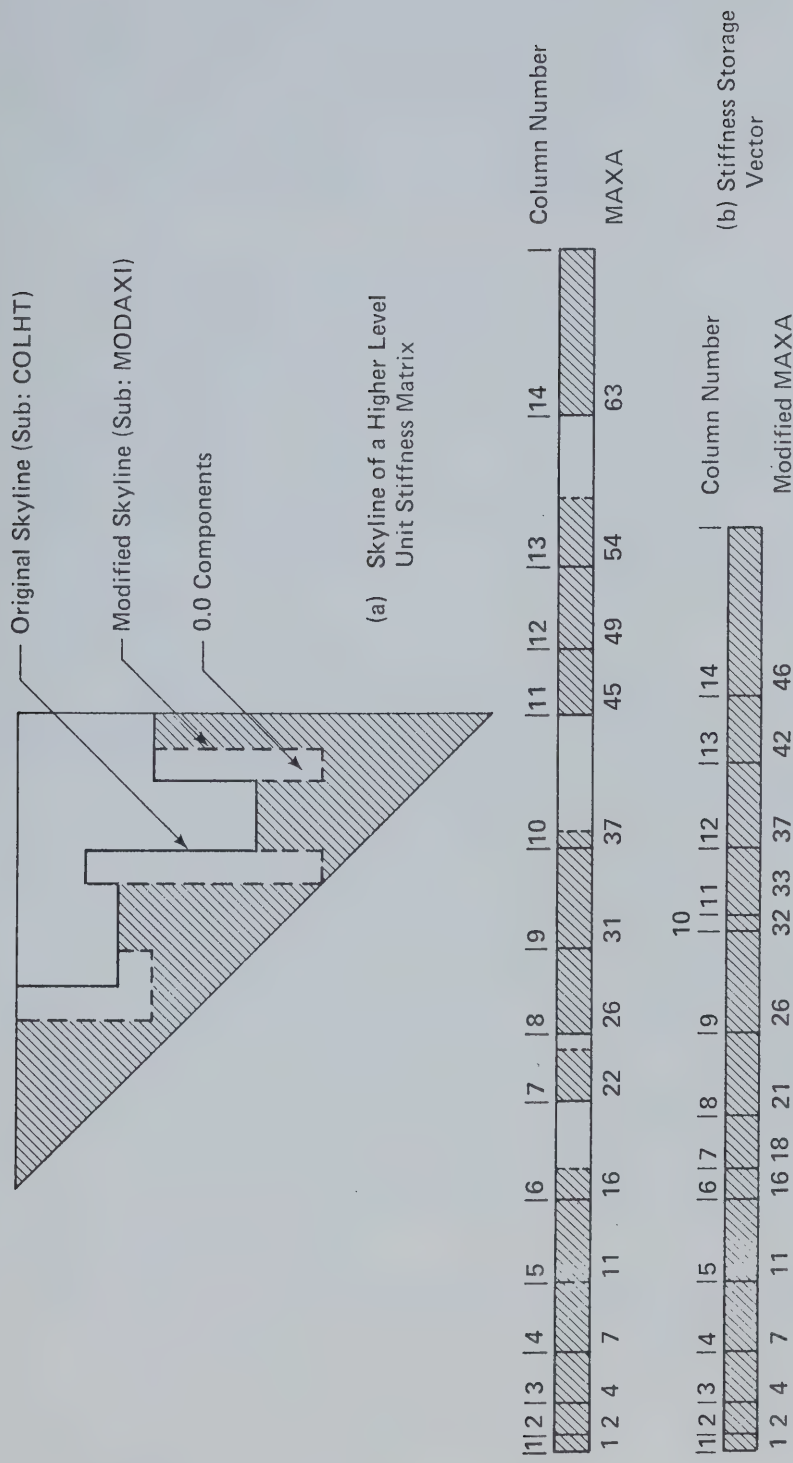 Original Skyline (Sub: COLHT)
Modified Skyline (Sub: MODAXI)
0.0 Components
(a) Skyline of a Higher Level
Unit Stiffness Matrix
|1|2|3 |4 |5 |6 |7 |8 |9 |10 |11 |12 |13 |14 | Column Number
1 2 4 7 11 16 22 26 31 37 45 49 54 63 MAXA
10
|1|2|3 |4 |5 |6|7 |8 |9 | |11 |12 |13 |14 | Column Number
1 2 4 7 11 16 18 21 26 32 33 37 42 46 Modified MAXA
(b) Stiffness Storage
Vector